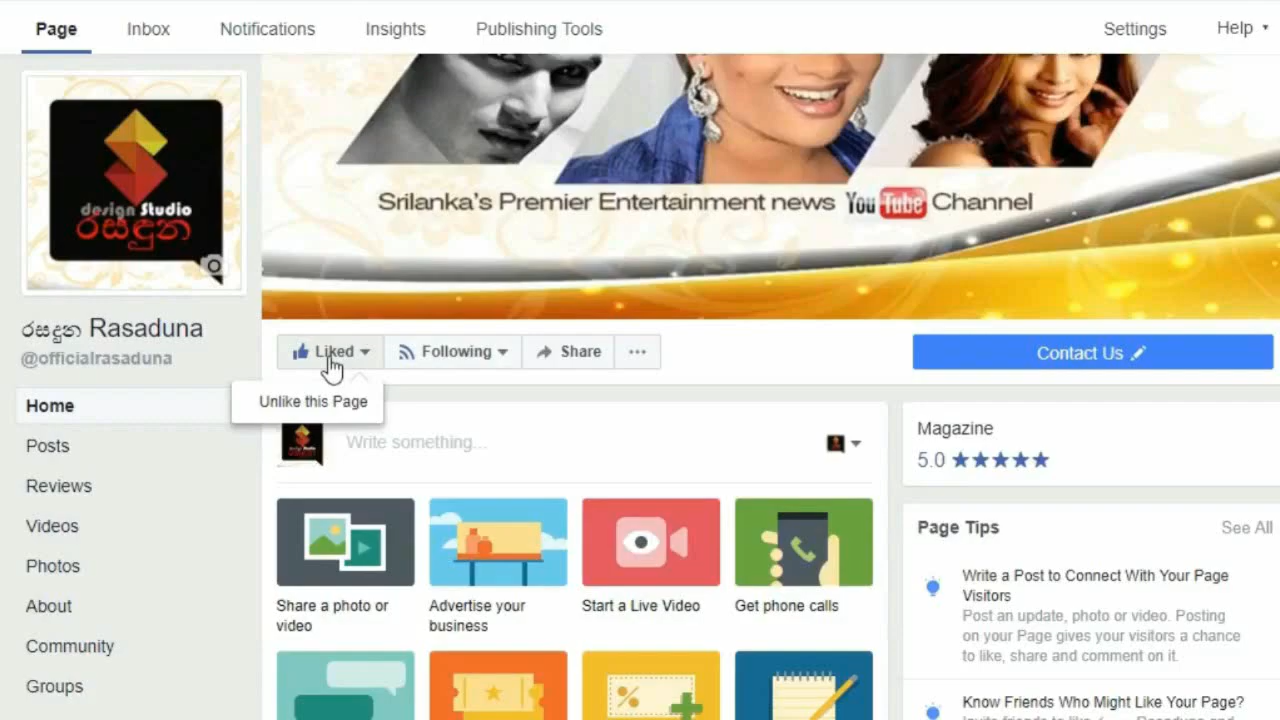 Page Inbox Notifications Insights Publishing Tools Settings Help
Srilanka's Premier Entertainment news YouTube Channel
design Studio
රසදුන
රසදුන Rasaduna
@officialrasaduna
Liked Following Share ...
Contact Us
Unlike this Page
Home
Posts
Reviews
Videos
Photos
About
Community
Groups
Write something...
Share a photo or
video
Advertise your
business
Start a Live Video
Get phone calls
Magazine
5.0
Page Tips See All
Write a Post to Connect With Your Page
Visitors
Post an update, photo or video. Posting
on your Page gives your visitors a chance
to like, share and comment on it.
Know Friends Who Might Like Your Page?